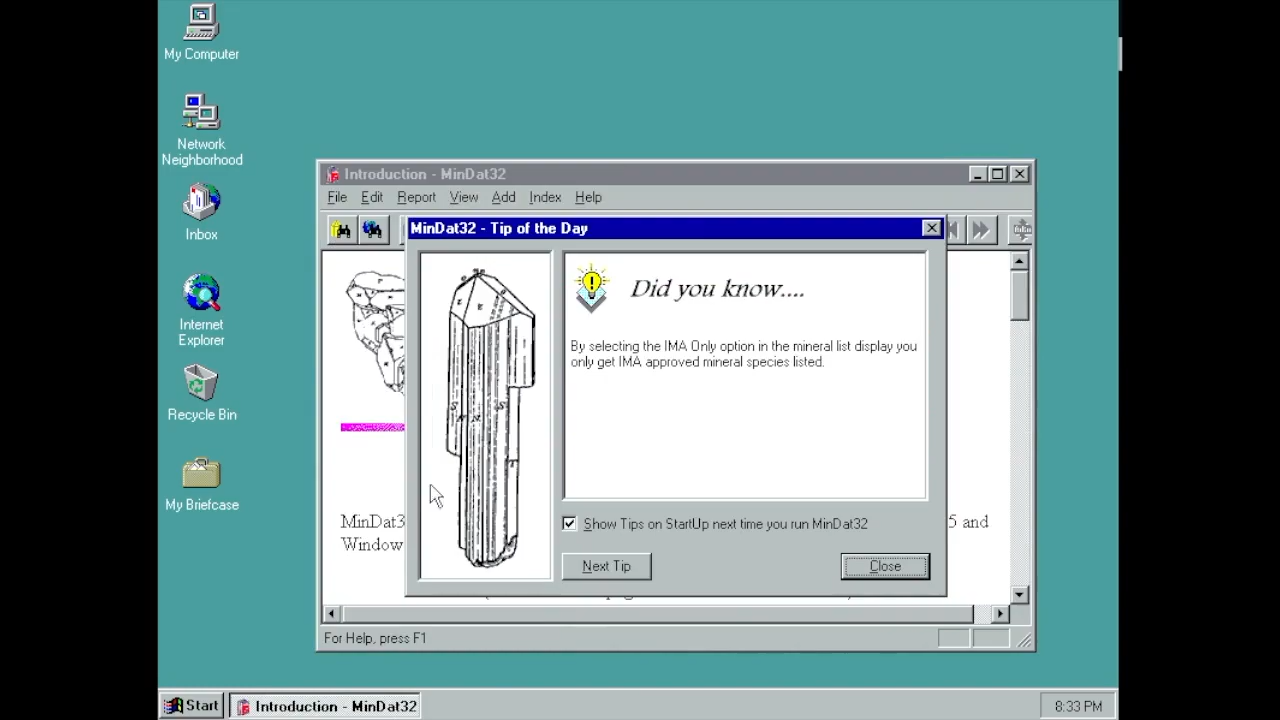 My Computer
Network
Neighborhood
Inbox
Internet
Explorer
Recycle Bin
My Briefcase
Introduction - MinDat32
File Edit Report View Add Index Help
MinDat32 - Tip of the Day
Did you know....
By selecting the IMA Only option in the mineral list display you
only get IMA approved mineral species listed.
MinDat3
5 and
Window
Show Tips on StartUp next time you run MinDat32
Next Tip
Close
For Help, press F1
Start
Introduction - MinDat32
8:33 PM